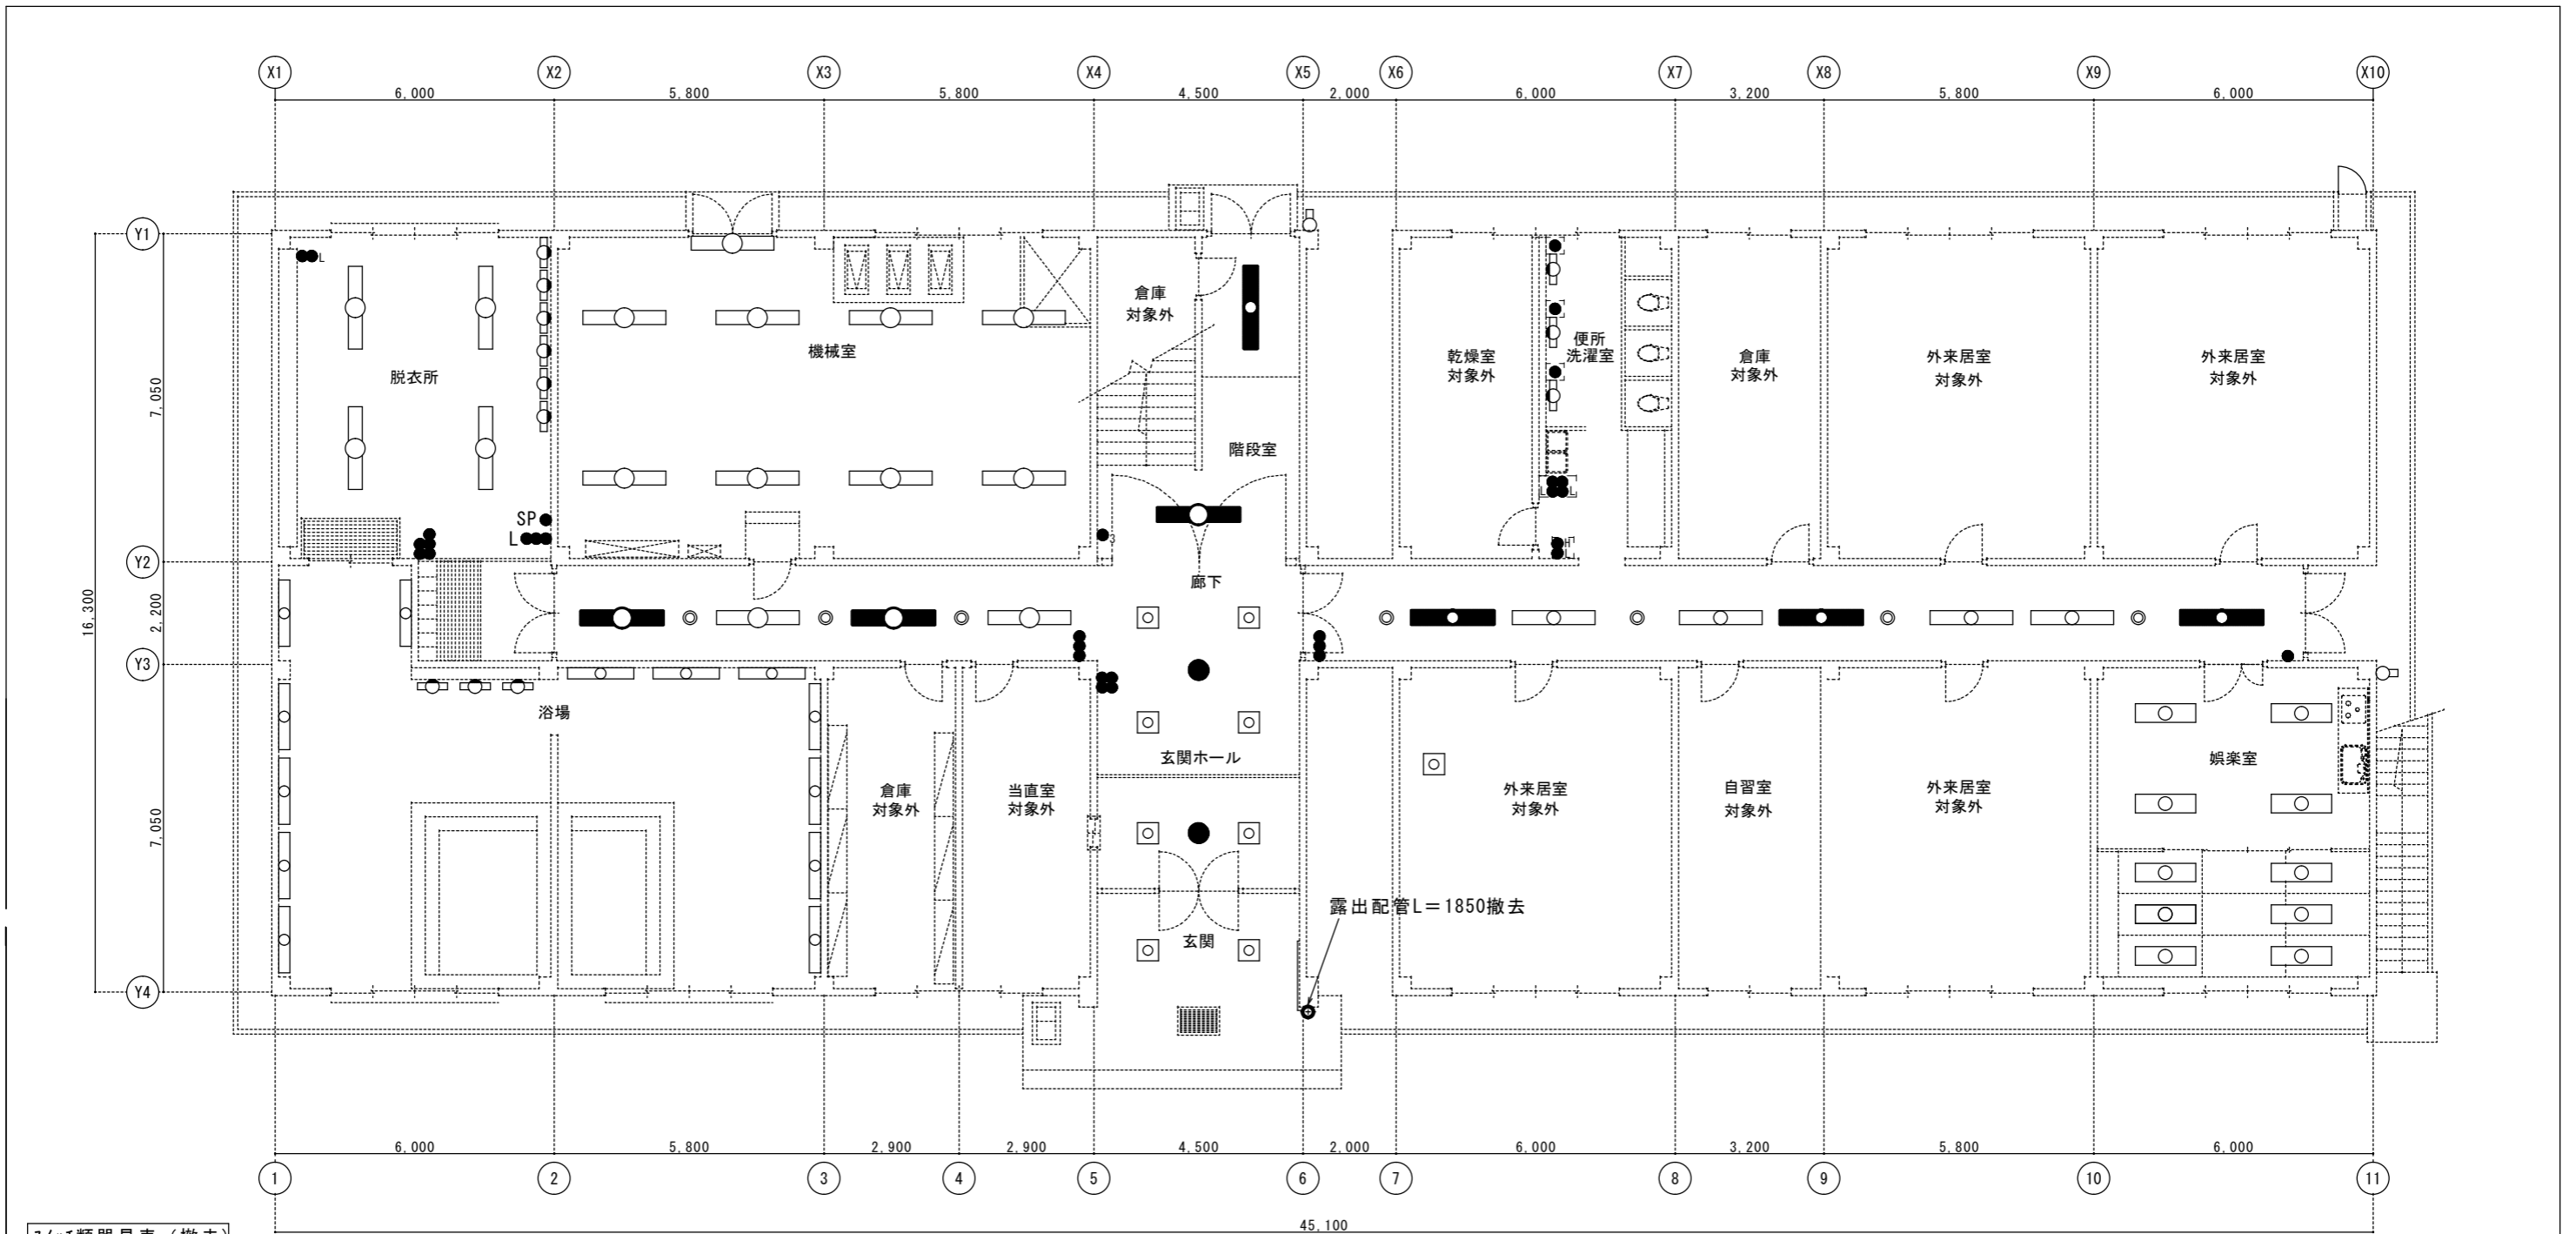 X1 X2 X3 X4 X5 X6 X7 X8 X9 X10
6,000 5,800 5,800 4,500 2,000 6,000 3,200 5,800 6,000
Y1
Y2
Y3
Y4
7,050
2,200
7,050
16,300
L
脱衣所
SP
L
機械室
倉庫
対象外
階段室
3
廊下
乾燥室
対象外
便所
洗濯室
L L
H
L
倉庫
対象外
外来居室
対象外
外来居室
対象外
浴場
倉庫
対象外
当直室
対象外
玄関ホール
玄関
露出配管L=1850撤去
外来居室
対象外
自習室
対象外
外来居室
対象外
娯楽室
6,000 5,800 2,900 2,900 4,500 2,000 6,000 3,200 5,800 6,000
1 2 3 4 5 6 7 8 9 10 11
45,100